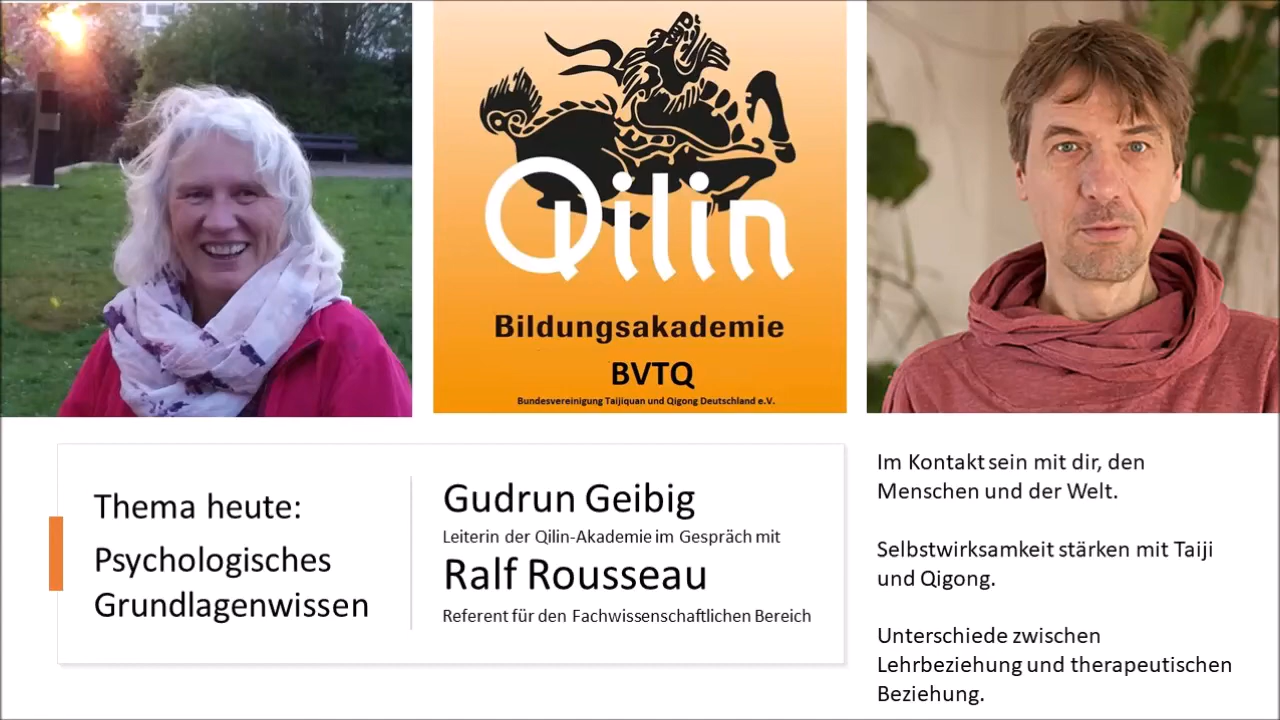 Qilin
Bildungsakademie
BVTQ
Bundesvereinigung Taijiquan und Qigong Deutschland e.V.
Thema heute:
Psychologisches
Grundlagenwissen
Gudrun Geibig
Leiterin der Qilin-Akademie im Gespräch mit
Ralf Rousseau
Referent für den Fachwissenschaftlichen Bereich
Im Kontakt sein mit dir, den
Menschen und der Welt.
Selbstwirksamkeit stärken mit Taiji
und Qigong.
Unterschiede zwischen
Lehrbeziehung und therapeutischen
Beziehung.